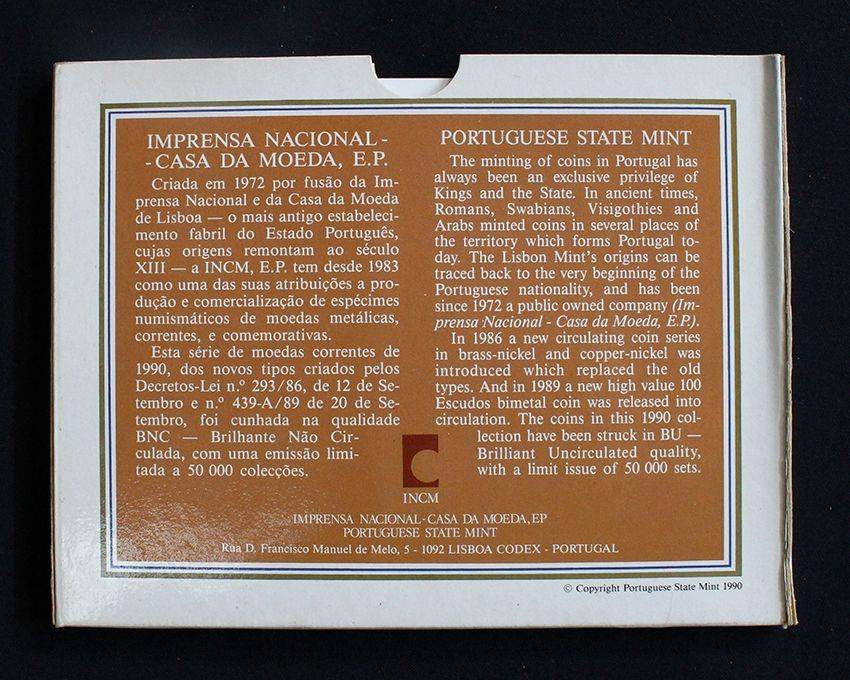 IMPRENSA NACIONAL -
- CASA DA MOEDA, E.P.
Criada em 1972 por fusão da Im-
prensa Nacional e da Casa da Moeda
de Lisboa — o mais antigo estabeleci-
mento fabril do Estado Português,
cujas origens remontam ao século
XIII — a INCM, E.P. tem desde 1983
como uma das suas atribuições a pro-
dução e comercialização de espécimes
numismáticos de moedas metálicas,
correntes, e comemorativas.
Esta série de moedas correntes de
1990, dos novos tipos criados pelos
Decretos-Lei n.º 293/86, de 12 de Se-
tembro e n.º 439-A/89 de 20 de Se-
tembro, foi cunhada na qualidade
BNC — Brilhante Não Cir-
culada, com uma emissão limi-
tada a 50 000 colecções.
PORTUGUESE STATE MINT
The minting of coins in Portugal has
always been an exclusive privilege of
Kings and the State. In ancient times,
Romans, Swabians, Visigothies and
Arabs minted coins in several places of
the territory which forms Portugal to-
day. The Lisbon Mint's origins can be
traced back to the very beginning of the
Portuguese nationality, and has been
since 1972 a public owned company (Im-
prensa Nacional - Casa da Moeda, E.P.).
In 1986 a new circulating coin series
in brass-nickel and copper-nickel was
introduced which replaced the old
types. And in 1989 a new high value 100
Escudos bimetal coin was released into
circulation. The coins in this 1990 col-
lection have been struck in BU —
Brilliant Uncirculated quality,
with a limit issue of 50 000 sets.
INCM
IMPRENSA NACIONAL - CASA DA MOEDA, EP
PORTUGUESE STATE MINT
Rua D. Francisco Manuel de Melo, 5 - 1092 LISBOA CODEX - PORTUGAL
© Copyright Portuguese State Mint 1990